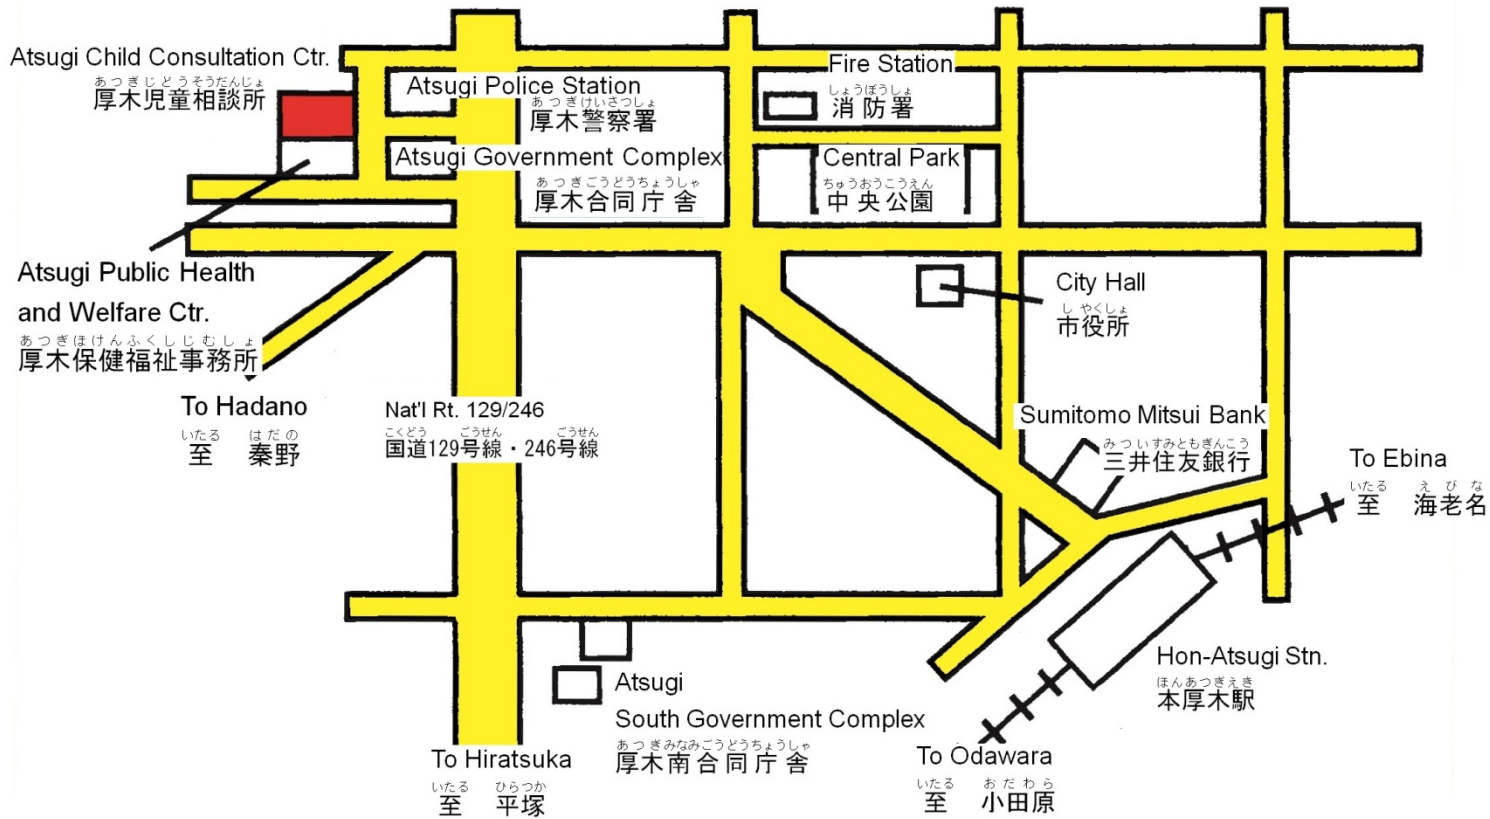 Atsugi Child Consultation Ctr.
あつぎじどうそうだんじょ
厚木児童相談所
Atsugi Police Station
あつぎけいさつしょ
厚木警察署
Fire Station
しょうぼうしょ
消防署
Atsugi Government Complex
あつぎごうどうちょうしゃ
厚木合同庁舎
Central Park
ちゅうおうこうえん
中央公園
Atsugi Public Health
and Welfare Ctr.
あつぎほけんふくしじむしょ
厚木保健福祉事務所
City Hall
しやくしょ
市役所
To Hadano
いたる はだの
至 秦野
Nat'l Rt. 129/246
こくどう ごうせん ごうせん
国道129号線・246号線
Sumitomo Mitsui Bank
みついすみともぎんこう
三井住友銀行
To Ebina
いたる えびな
至 海老名
Hon-Atsugi Stn.
ほんあつぎえき
本厚木駅
Atsugi
South Government Complex
あつぎみなみごうどうちょうしゃ
厚木南合同庁舎
To Hiratsuka
いたる ひらつか
至 平塚
To Odawara
いたる おだわら
至 小田原